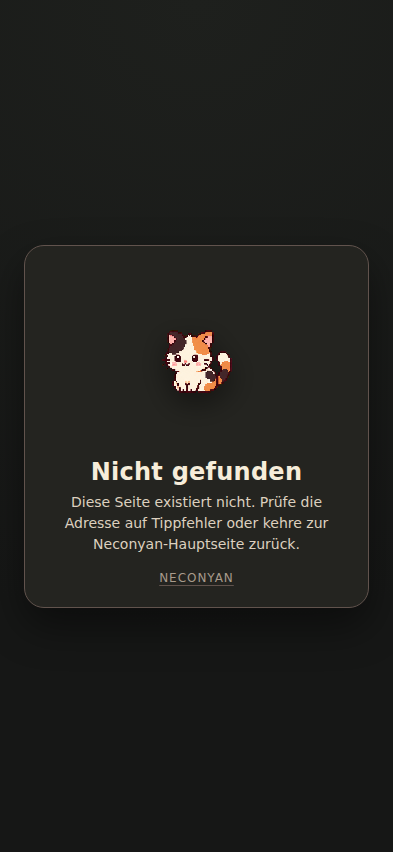 Nicht gefunden
Diese Seite existiert nicht. Prüfe die
Adresse auf Tippfehler oder kehre zur
Neconyan-Hauptseite zurück.
NECONYAN